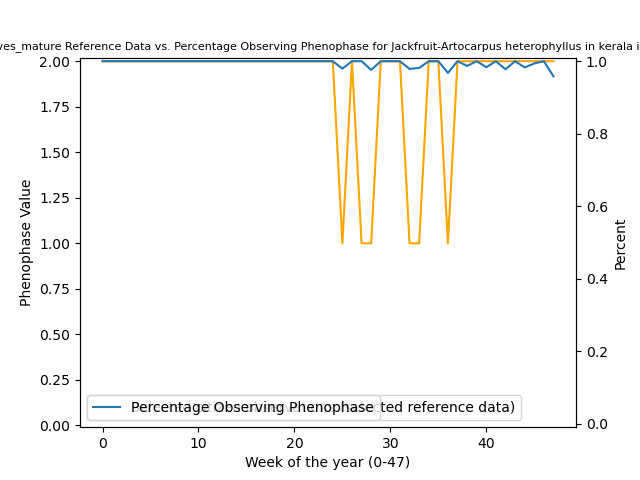 ves_mature Reference Data vs. Percentage Observing Phenophase for Jackfruit-Artocarpus heterophyllus in kerala i
2.00
1.75
1.50
1.25
1.00
0.75
0.50
0.25
0.00
Phenophase Value
1.0
0.8
0.6
0.4
0.2
0.0
Percent
Percentage Observing Phenophase
ted reference data)
0 10 20 30 40
Week of the year (0-47)